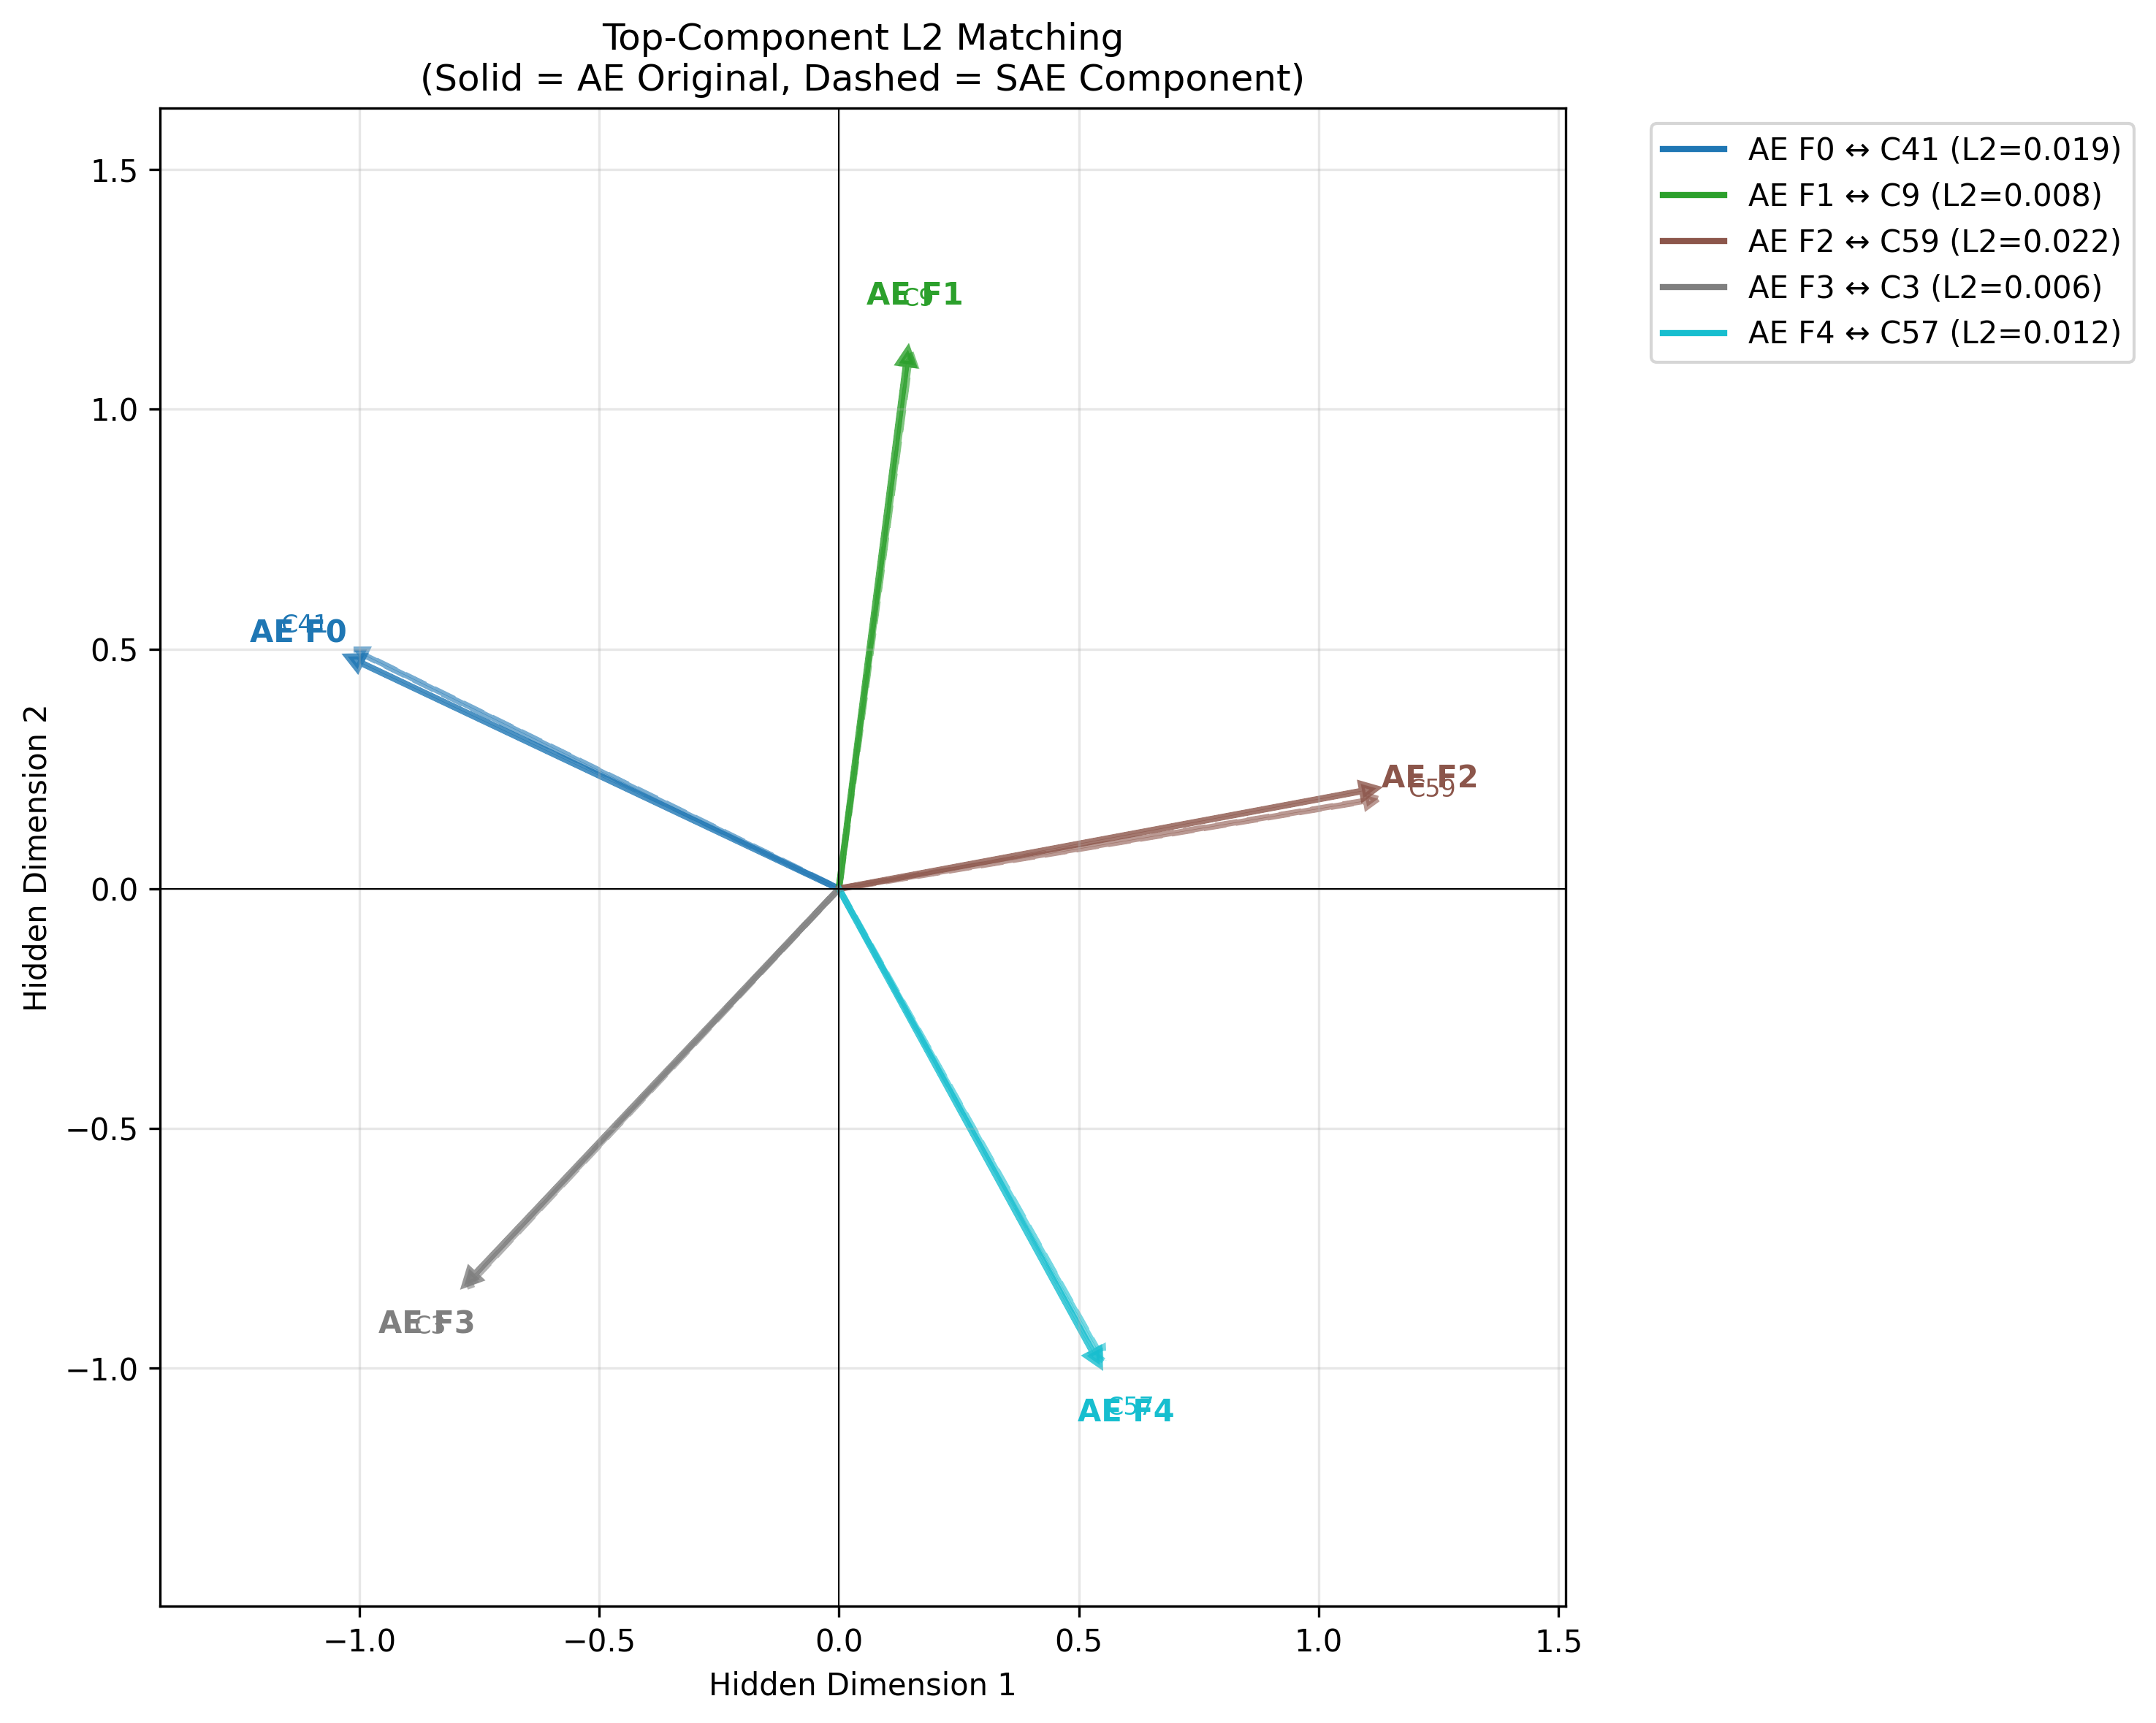 Top-Component L2 Matching
(Solid = AE Original, Dashed = SAE Component)
AE F0 ↔ C41 (L2=0.019)
AE F1 ↔ C9 (L2=0.008)
AE F2 ↔ C59 (L2=0.022)
AE F3 ↔ C3 (L2=0.006)
AE F4 ↔ C57 (L2=0.012)
1.5
1.0
0.5
0.0
−0.5
−1.0
Hidden Dimension 2
AE F1
C9
C41
AE F0
AE F2
C59
AE F3
C3
C57
AE F4
−1.0
−0.5
0.0
0.5
1.0
1.5
Hidden Dimension 1